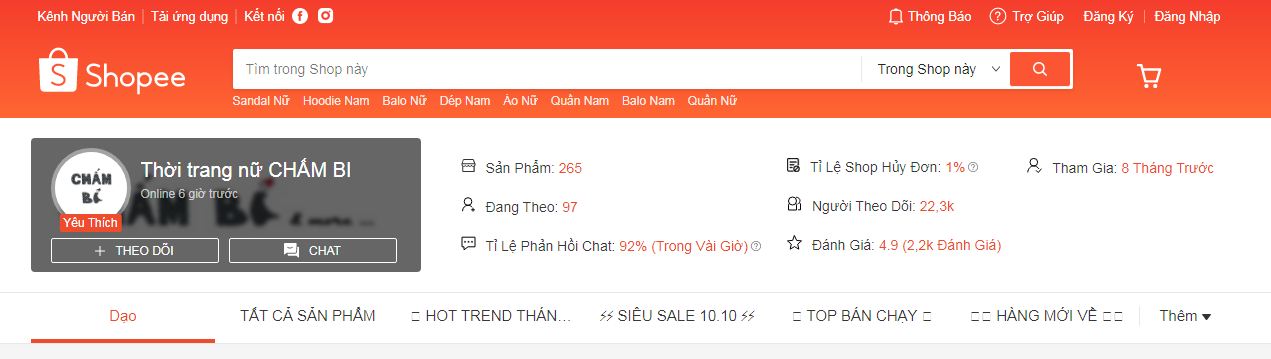 Kênh Người Bán Tải ứng dụng Kết nối Thông Báo Trợ Giúp Đăng Ký Đăng Nhập
Shopee
Tìm trong Shop này Trong Shop này
Sandal Nữ Hoodie Nam Balo Nữ Dép Nam Áo Nữ Quần Nam Balo Nam Quần Nữ
CHẤM BI
Yêu Thích
Thời trang nữ CHẤM BI
Online 6 giờ trước
+ THEO DÕI CHAT
Sản Phẩm: 265
Đang Theo: 97
Tỉ Lệ Phản Hồi Chat: 92% (Trong Vài Giờ)
Tỉ Lệ Shop Hủy Đơn: 1%
Người Theo Dõi: 22,3k
Đánh Giá: 4.9 (2,2k Đánh Giá)
Tham Gia: 8 Tháng Trước
Dạo TẤT CẢ SẢN PHẨM HOT TREND THÁN... ⚡⚡ SIÊU SALE 10.10 ⚡⚡ TOP BÁN CHẠY HÀNG MỚI VỀ Thêm